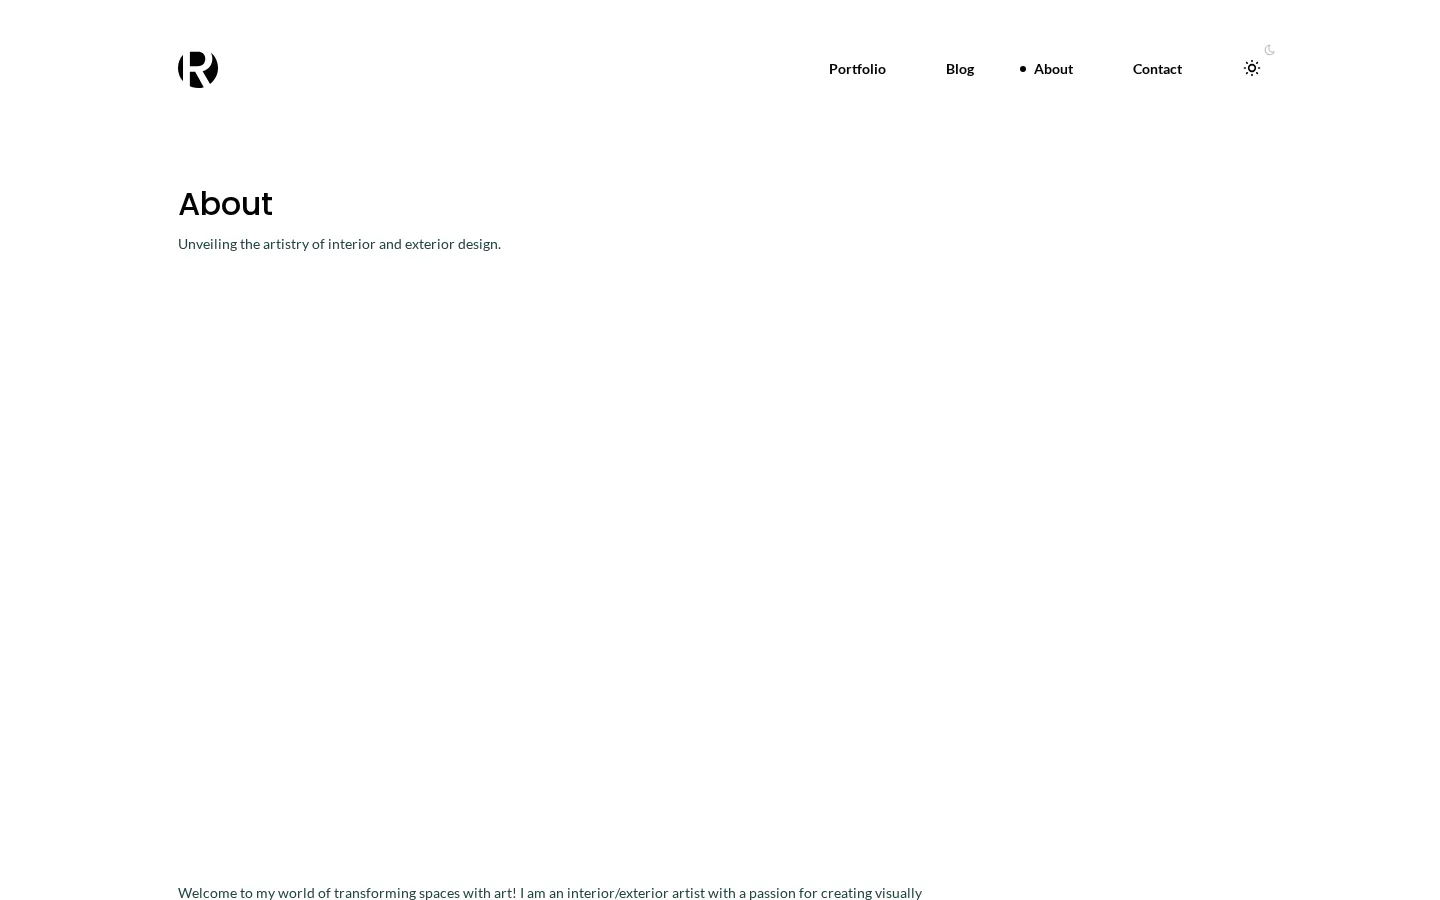 R
Portfolio
Blog
About
Contact
About
Unveiling the artistry of interior and exterior design.
Welcome to my world of transforming spaces with art! I am an interior/exterior artist with a passion for creating visually